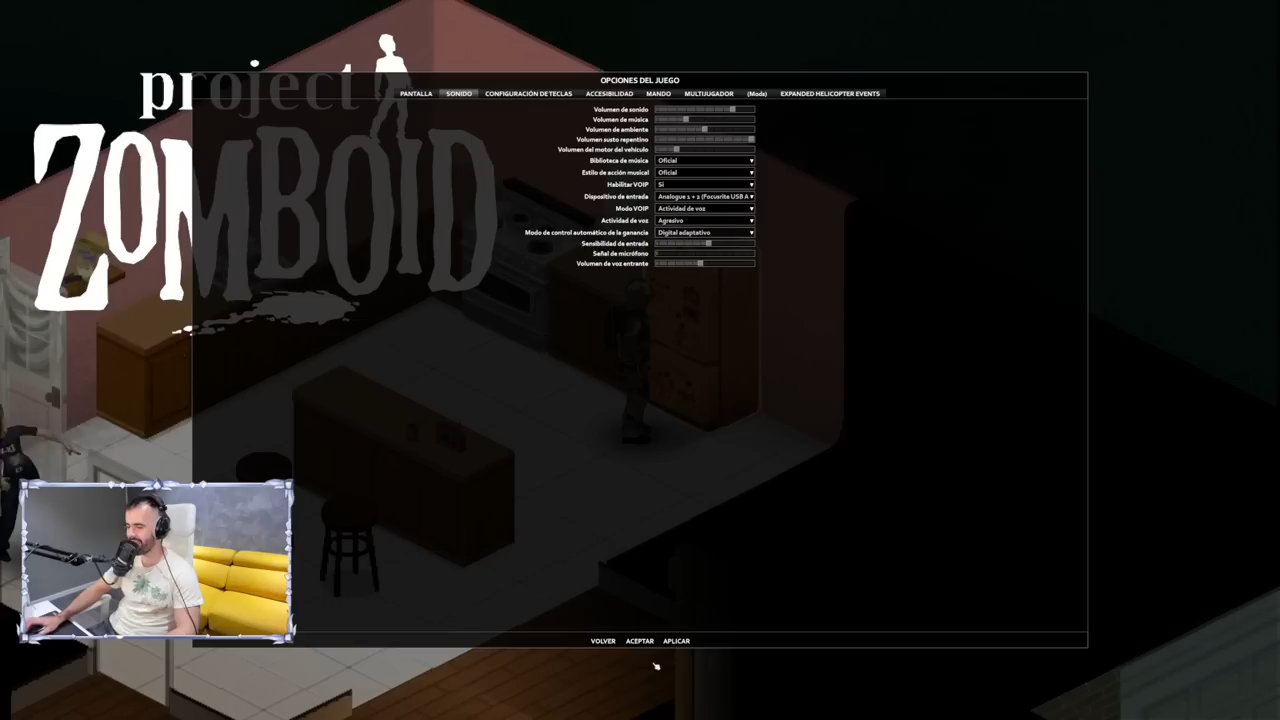 project
ZOMBOID
OPCIONES DEL JUEGO
PANTALLA SONIDO CONFIGURACIÓN DE TECLAS ACCESIBILIDAD MANDO MULTIJUGADOR (Mods) EXPANDED HELICOPTER EVENTS
Volumen de sonido
Volumen de música
Volumen de ambiente
Volumen susto repentino
Volumen del motor del vehículo
Biblioteca de música Oficial
Estilo de acción musical Oficial
Habilitar VOIP Si
Dispositivo de entrada Analogue 1 + 2 (Focusrite USB A
Modo VOIP Actividad de voz
Actividad de voz Agresivo
Modo de control automático de la ganancia Digital adaptativo
Sensibilidad de entrada
Señal de micrófono
Volumen de voz entrante
VOLVER ACEPTAR APLICAR